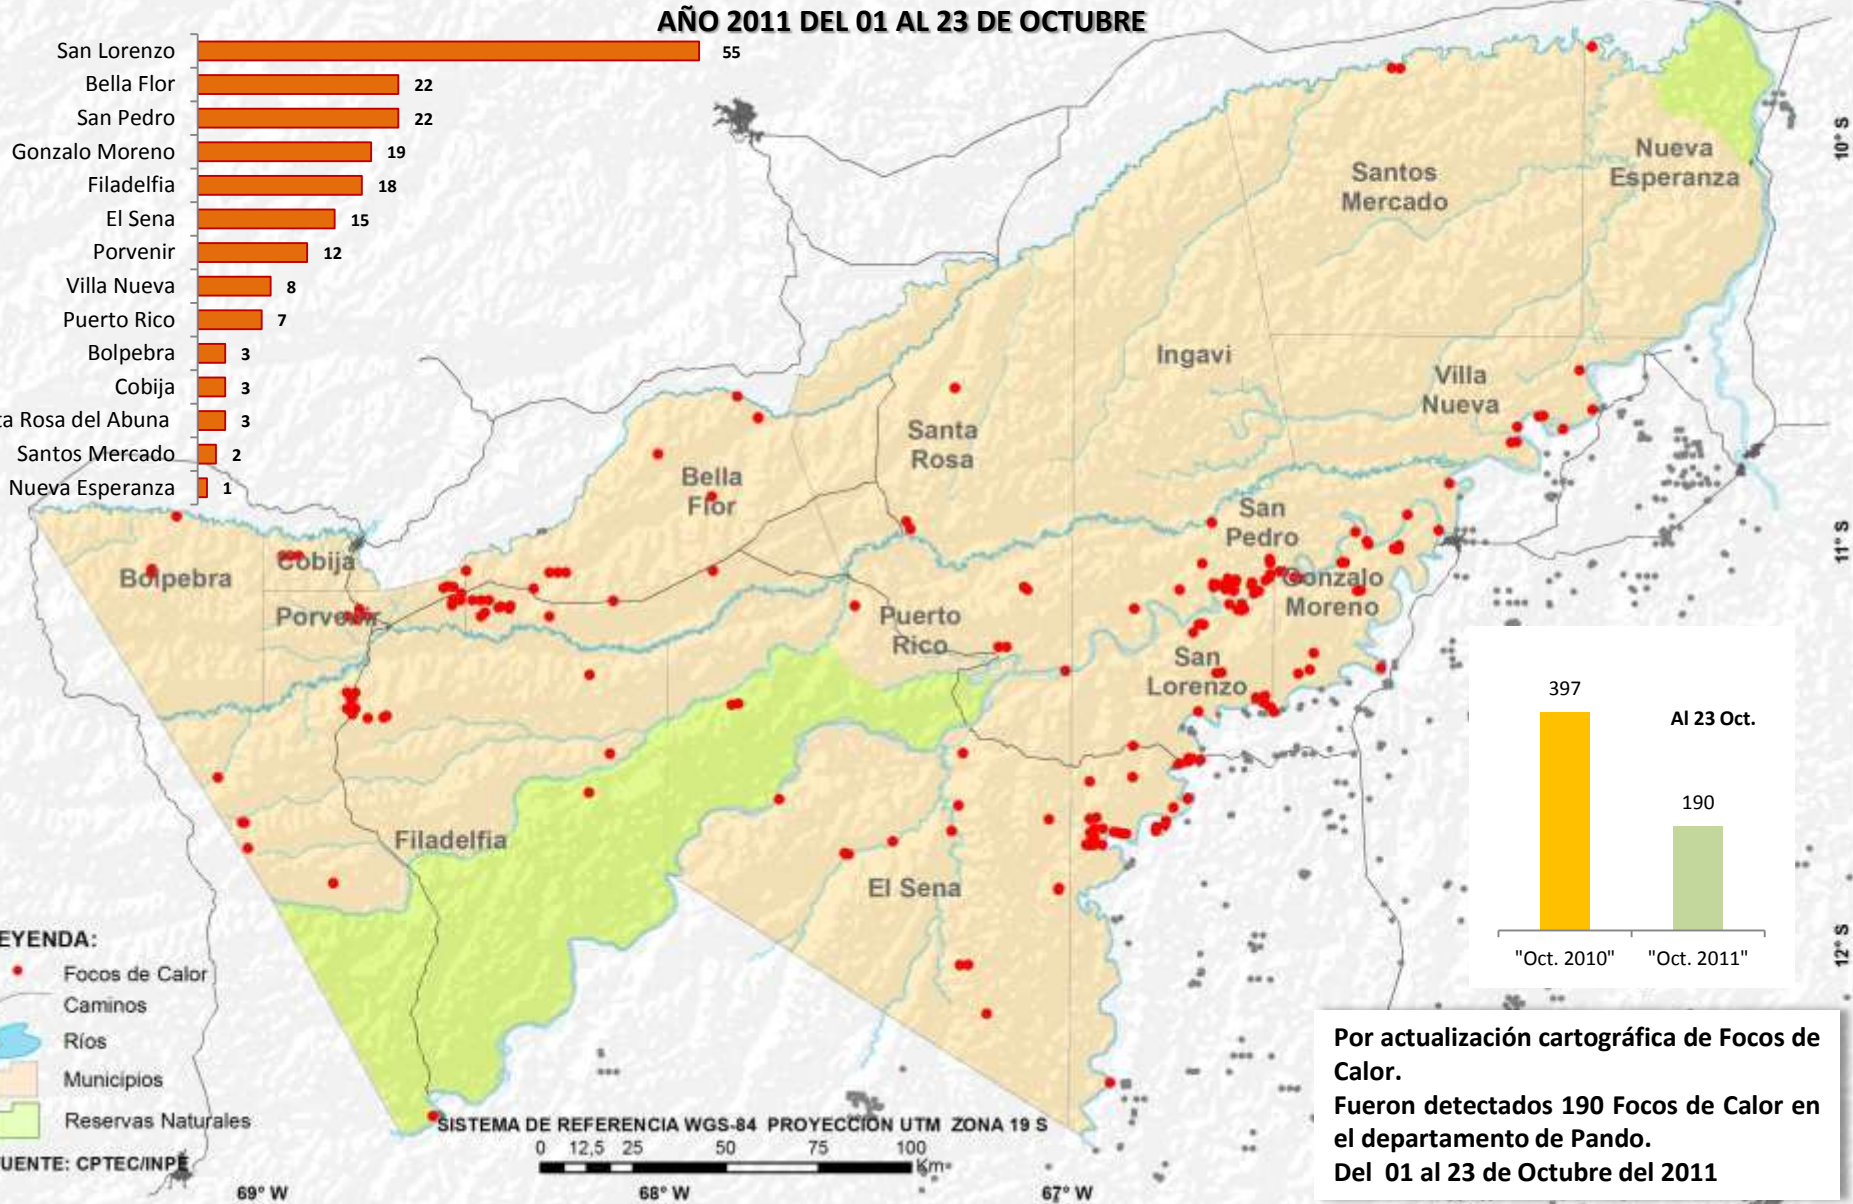 AÑO 2011 DEL 01 AL 23 DE OCTUBRE
San Lorenzo 55
Bella Flor 22
San Pedro 22
Gonzalo Moreno 19
Filadelfia 18
El Sena 15
Porvenir 12
Villa Nueva 8
Puerto Rico 7
Bolpebra 3
Cobija 3
ta Rosa del Abuna 3
Santos Mercado 2
Nueva Esperanza 1
Nueva
Esperanza
Santos
Mercado
Ingavi
Villa
Nueva
Santa
Rosa
Bella
Flor
San
Pedro
Cobija
Bolpebra
Gonzalo
Moreno
Porvenir
Puerto
Rico
San
Lorenzo
Filadelfia
El Sena
10° S
11° S
12° S
397
Al 23 Oct.
190
"Oct. 2010" "Oct. 2011"
EYENDA:
Focos de Calor
Caminos
Ríos
Municipios
Reservas Naturales
UENTE: CPTEC/INPE
SISTEMA DE REFERENCIA WGS-84 PROYECCIÓN UTM ZONA 19 S
0 12,5 25 50 75 100
Km
69° W 68° W 67° W
Por actualización cartográfica de Focos de
Calor.
Fueron detectados 190 Focos de Calor en
el departamento de Pando.
Del 01 al 23 de Octubre del 2011